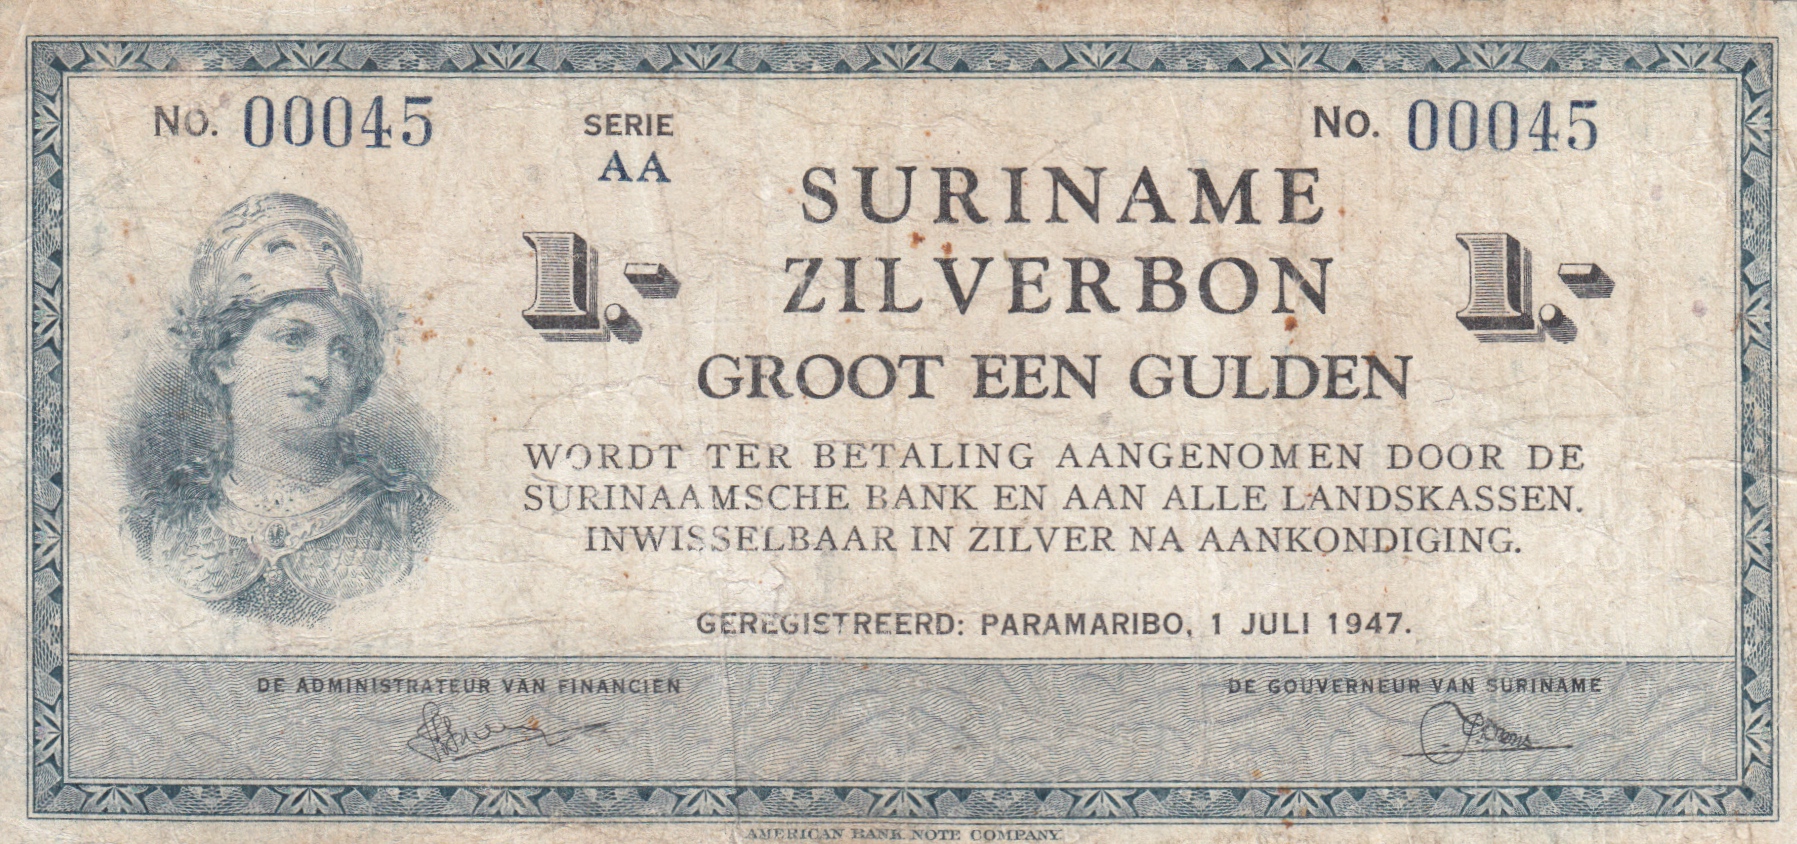 No. 00045
SERIE
AA
No. 00045
SURINAME
1.- ZILVERBON 1.-
GROOT EEN GULDEN
WORDT TER BETALING AANGENOMEN DOOR DE
SURINAAMSCHE BANK EN AAN ALLE LANDSKASSEN.
INWISSELBAAR IN ZILVER NA AANKONDIGING.
GEREGISTREERD: PARAMARIBO, 1 JULI 1947.
DE ADMINISTRATEUR VAN FINANCIËN
DE GOUVERNEUR VAN SURINAME
AMERICAN BANK NOTE COMPANY.